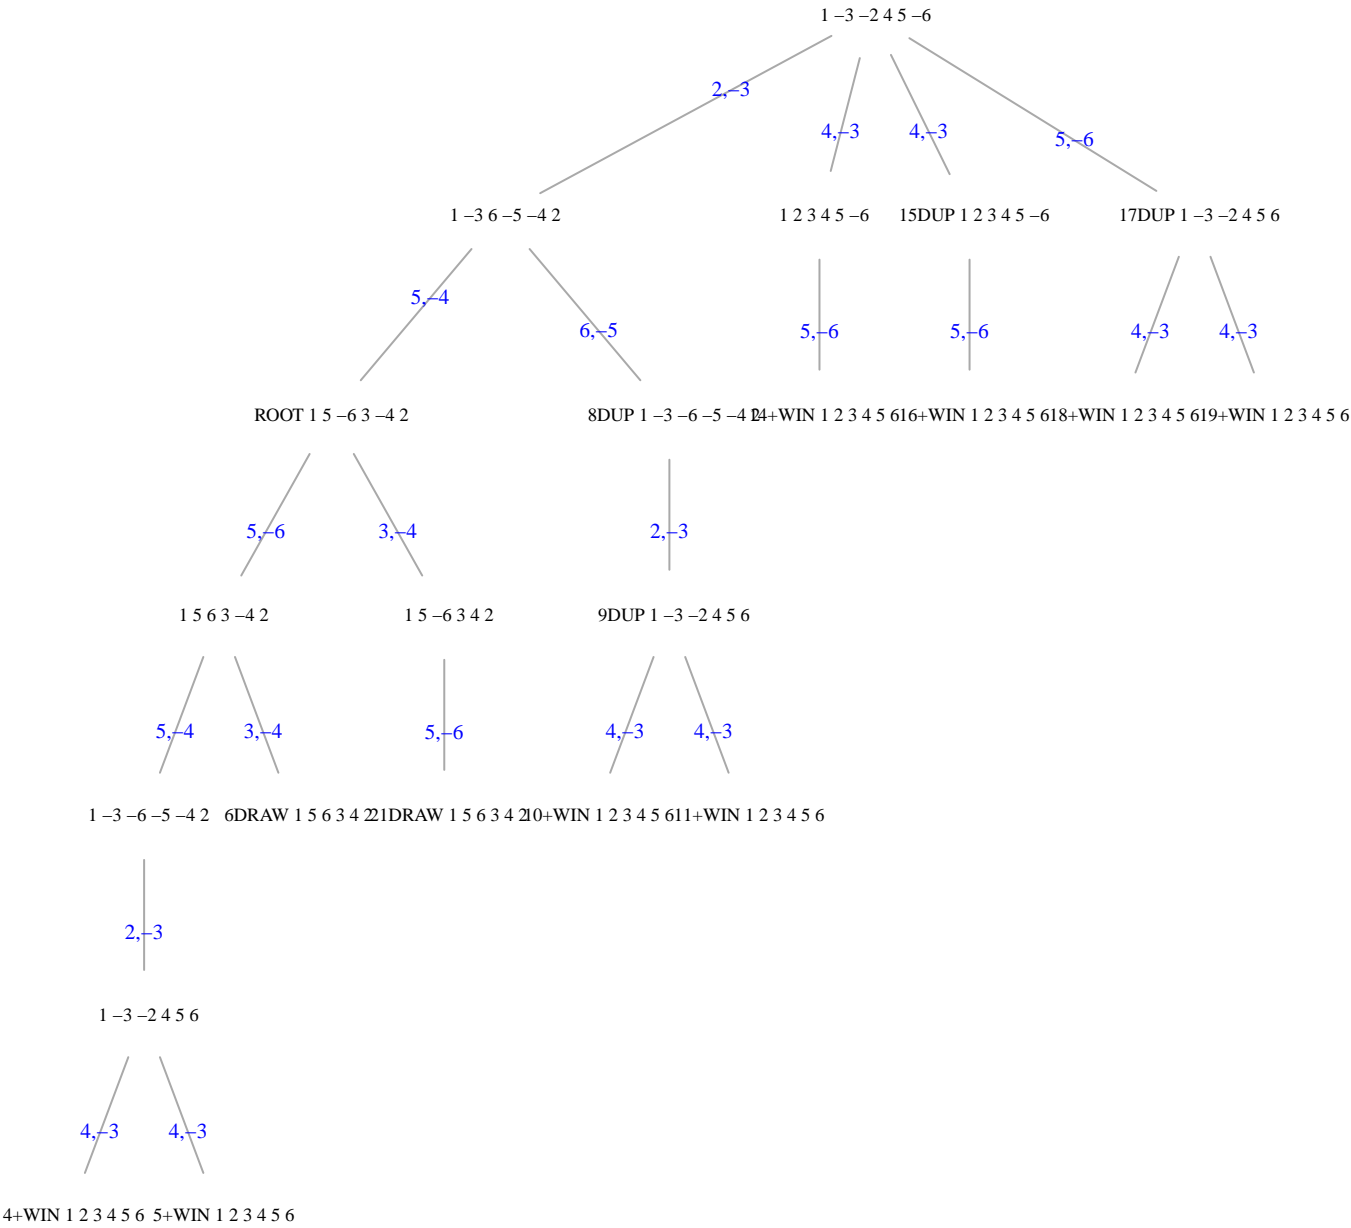 1 –3 –2 4 5 –6
2,–3
4,–3
4,–3
5,–6
1 –3 6 –5 –4 2
1 2 3 4 5 –6
15DUP 1 2 3 4 5 –6
17DUP 1 –3 –2 4 5 6
5,–4
6,–5
5,–6
5,–6
4,–3
4,–3
ROOT 1 5 –6 3 –4 2
8DUP 1 –3 –6 –5 –4 2
14+WIN 1 2 3 4 5 6
16+WIN 1 2 3 4 5 6
18+WIN 1 2 3 4 5 6
19+WIN 1 2 3 4 5 6
5,–6
3,–4
2,–3
1 5 6 3 –4 2
1 5 –6 3 4 2
9DUP 1 –3 –2 4 5 6
5,–4
3,–4
5,–6
4,–3
4,–3
1 –3 –6 –5 –4 2
6DRAW 1 5 6 3 4 2
21DRAW 1 5 6 3 4 2
10+WIN 1 2 3 4 5 6
11+WIN 1 2 3 4 5 6
2,–3
1 –3 –2 4 5 6
4,–3
4,–3
4+WIN 1 2 3 4 5 6
5+WIN 1 2 3 4 5 6